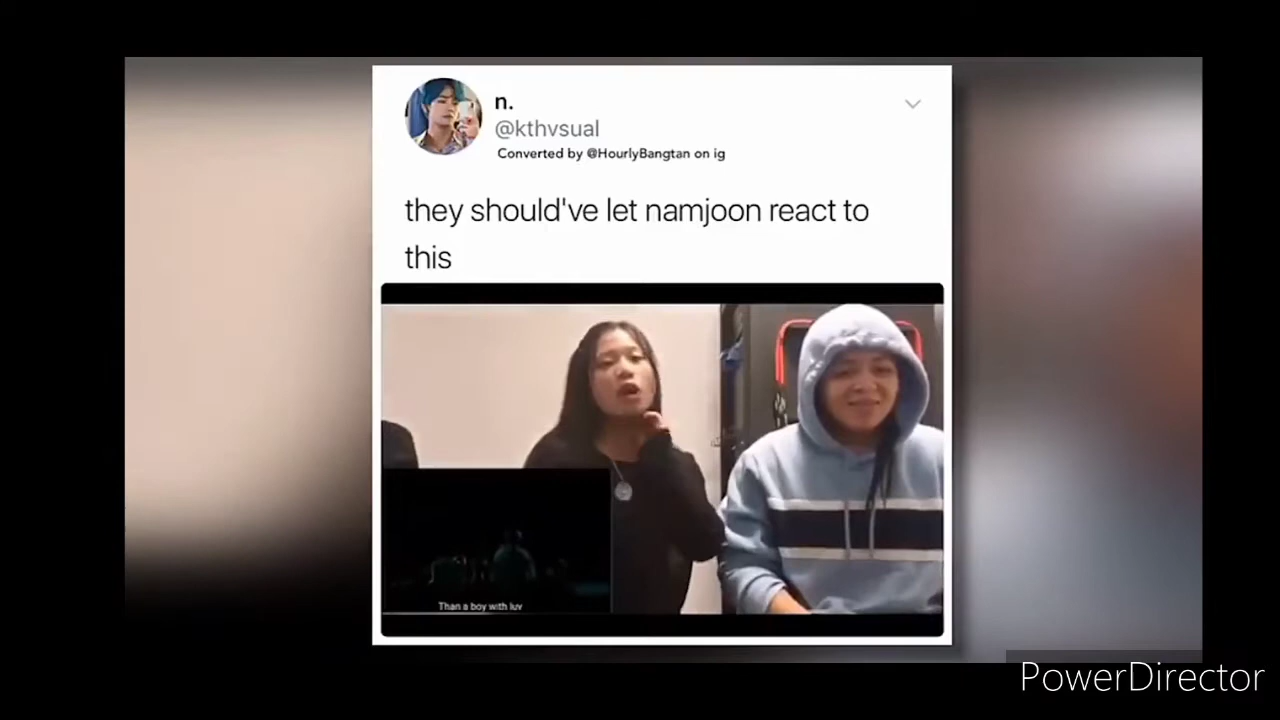 n.
@kthvsual
Converted by @HourlyBangtan on ig
they should've let namjoon react to
this
Than a boy with luv
PowerDirector